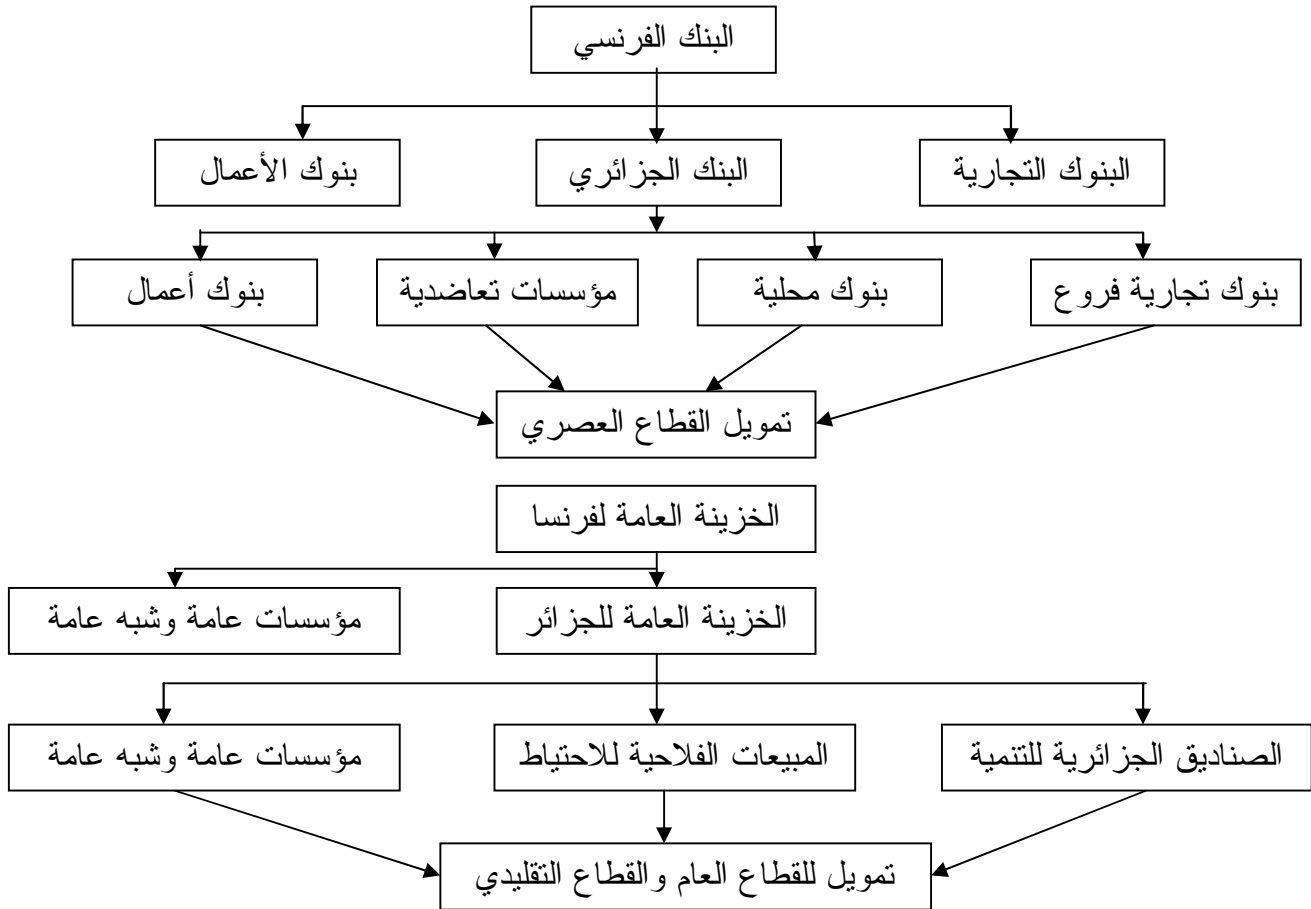 البنك الفرنسي
البنوك التجارية
البنك الجزائري
بنوك الأعمال
بنوك تجارية فروع
بنوك محلية
مؤسسات تعاضدية
بنوك أعمال
تمويل القطاع العصري
الخزينة العامة لفرنسا
الخزينة العامة للجزائر
مؤسسات عامة وشبه عامة
الصناديق الجزائرية للتنمية
المبيعات الفلاحية للاحتياط
مؤسسات عامة وشبه عامة
تمويل للقطاع العام والقطاع التقليدي